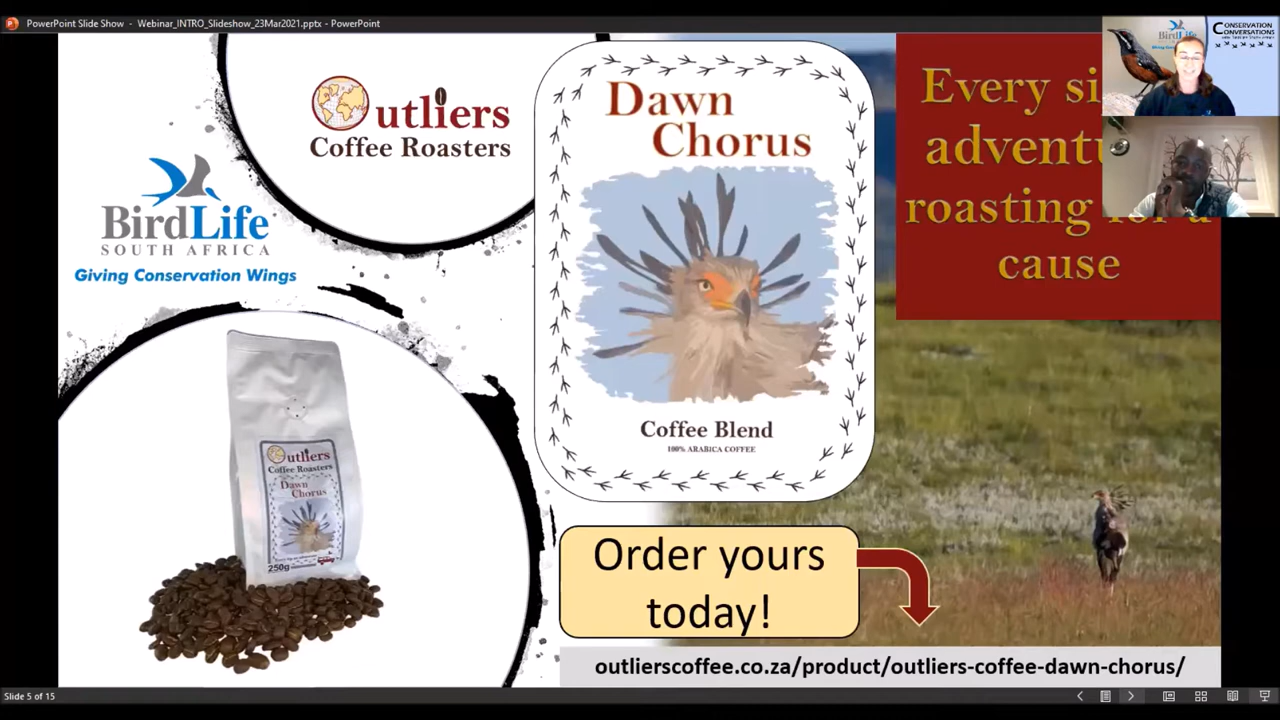 PowerPoint Slide Show - Webinar_INTRO_Slideshow_23Mar2021.pptx - PowerPoint
BirdLife
SOUTH AFRICA
Giving Conservation Wings
Outliers
Coffee Roasters
Dawn
Chorus
Coffee Blend
100% ARABICA COFFEE
Every si
adventu
roasting for a
cause
BirdLife
CONSERVATION
CONVERSATIONS
Outliers
Coffee Roasters
Dawn
Chorus
250g
Order yours
today!
outlierscoffee.co.za/product/outliers-coffee-dawn-chorus/
Slide 5 of 15